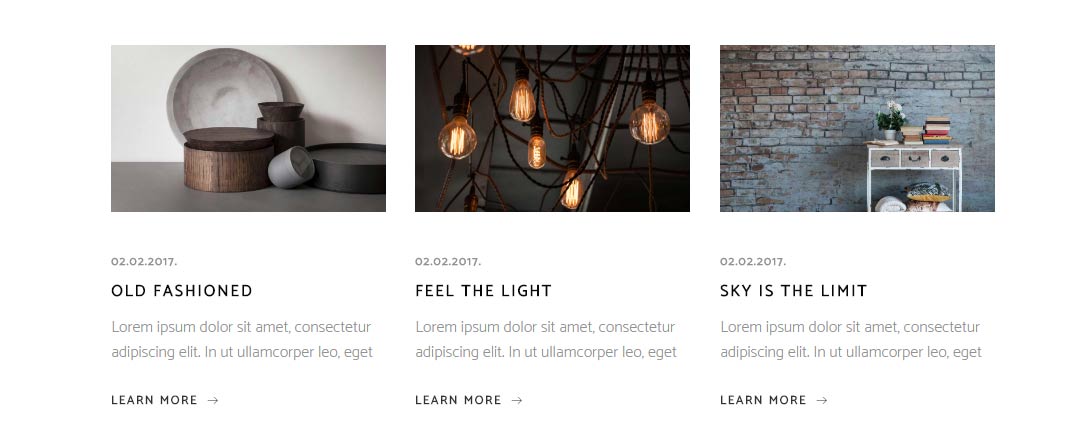 02.02.2017.
OLD FASHIONED
Lorem ipsum dolor sit amet, consectetur
adipiscing elit. In ut ullamcorper leo, eget
LEARN MORE →
02.02.2017.
FEEL THE LIGHT
Lorem ipsum dolor sit amet, consectetur
adipiscing elit. In ut ullamcorper leo, eget
LEARN MORE →
02.02.2017.
SKY IS THE LIMIT
Lorem ipsum dolor sit amet, consectetur
adipiscing elit. In ut ullamcorper leo, eget
LEARN MORE →